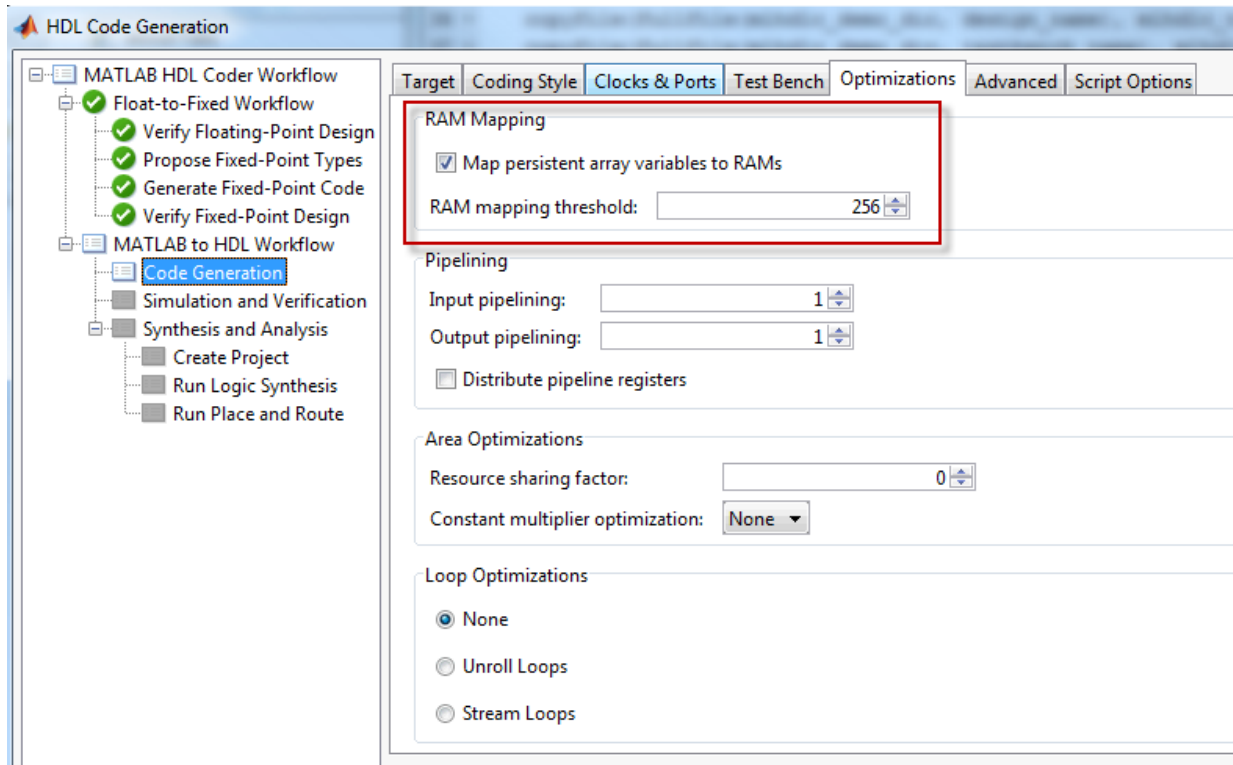 HDL Code Generation
MATLAB HDL Coder Workflow
Float-to-Fixed Workflow
Verify Floating-Point Design
Propose Fixed-Point Types
Generate Fixed-Point Code
Verify Fixed-Point Design
MATLAB to HDL Workflow
Code Generation
Simulation and Verification
Synthesis and Analysis
Create Project
Run Logic Synthesis
Run Place and Route
Target Coding Style Clocks & Ports Test Bench Optimizations Advanced Script Options
RAM Mapping
Map persistent array variables to RAMs
RAM mapping threshold: 256
Pipelining
Input pipelining: 1
Output pipelining: 1
Distribute pipeline registers
Area Optimizations
Resource sharing factor: 0
Constant multiplier optimization: None
Loop Optimizations
None
Unroll Loops
Stream Loops